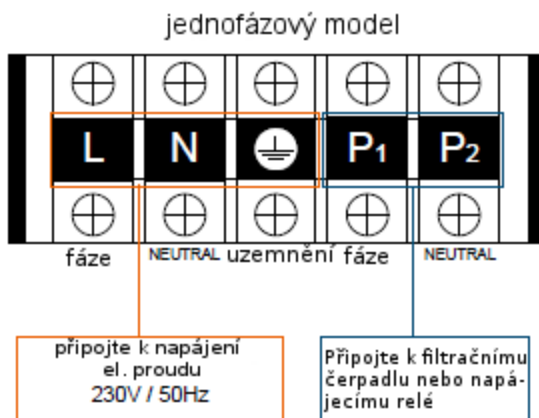 jednofázový model
L N P1 P2
fáze NEUTRAL uzemnění fáze NEUTRAL
připojte k napájení
el. proudu
230V / 50Hz
Připojte k filtračnímu
čerpadlu nebo napá-
jecímu relé